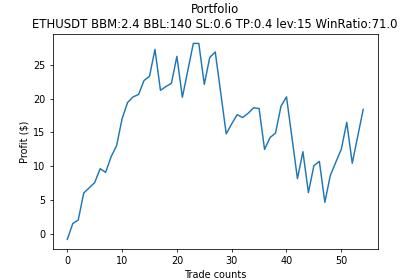 Portfolio
ETHUSDT BBM:2.4 BBL:140 SL:0.6 TP:0.4 lev:15 WinRatio:71.0
25
20
15
10
5
0
Profit ($)
0 10 20 30 40 50
Trade counts